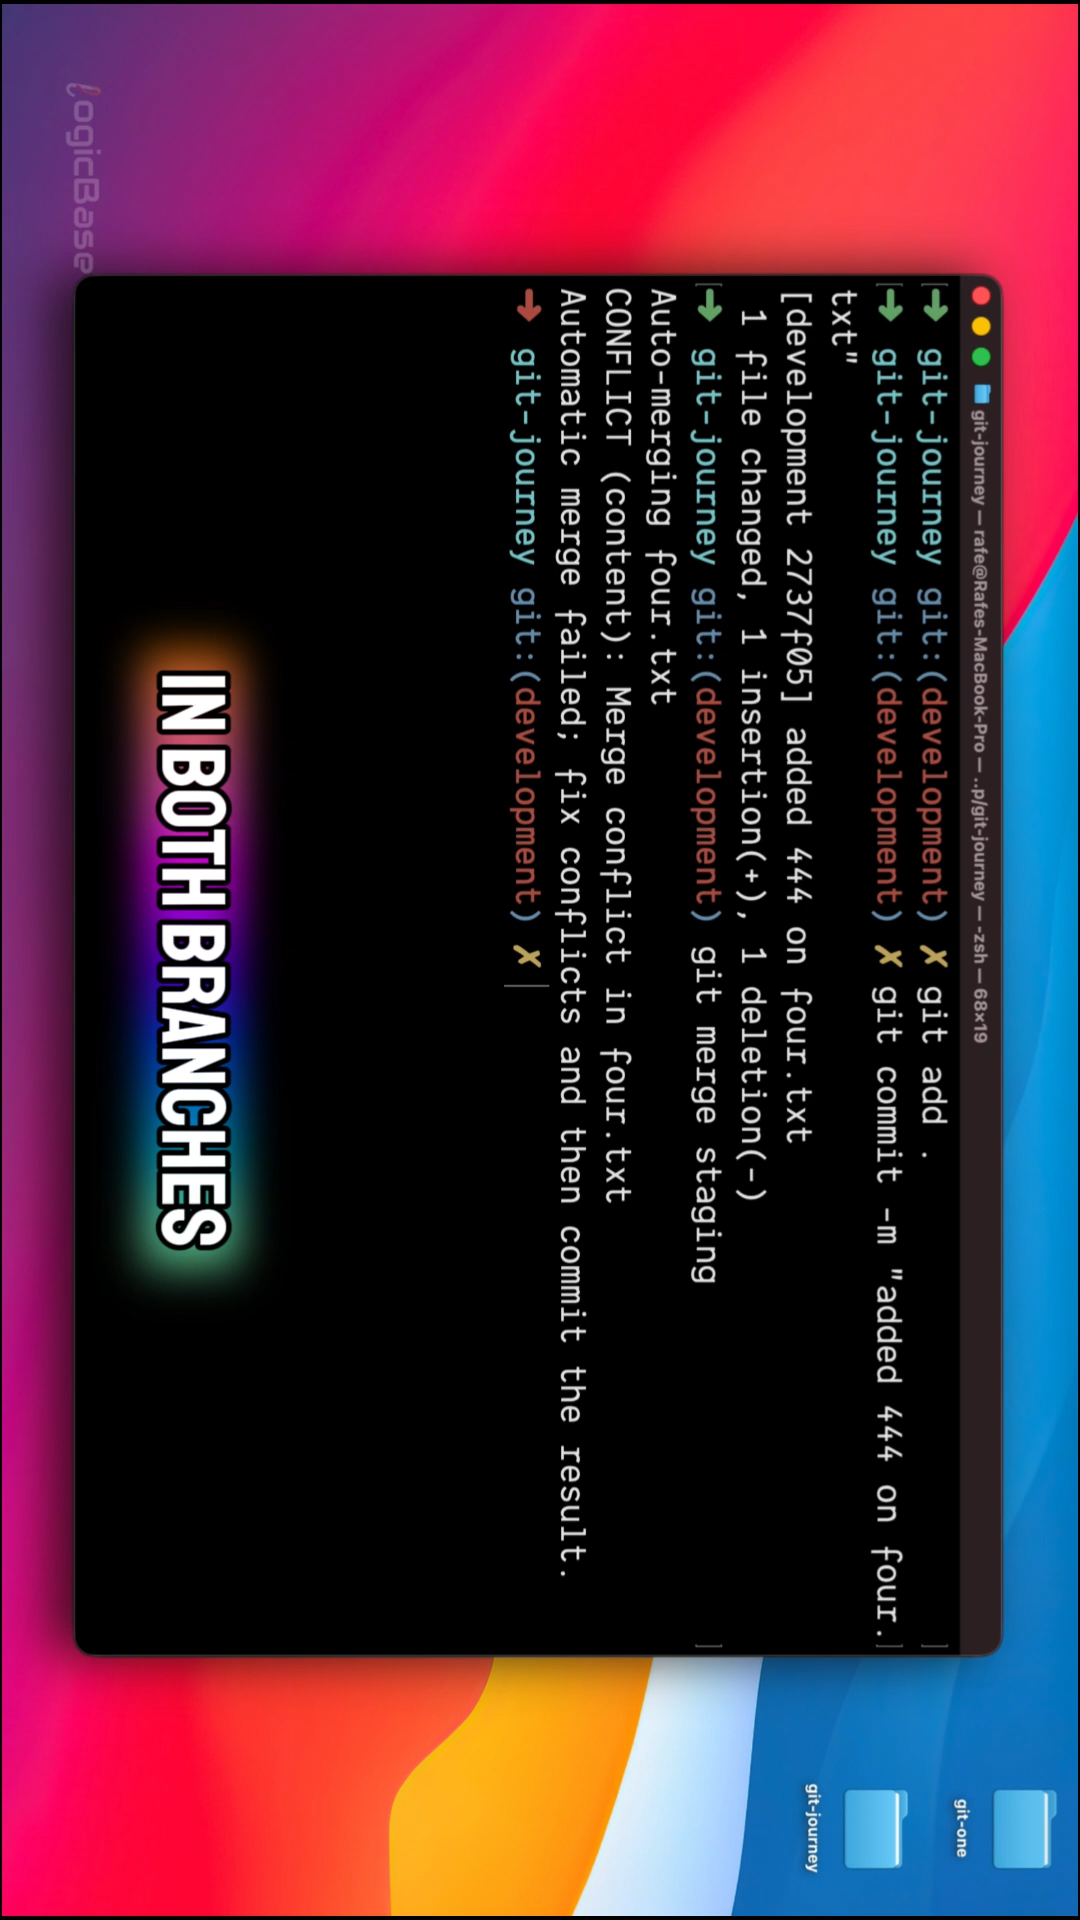 git-journey — rafe@Rafes-MacBook-Pro — ..p/git-journey — -zsh — 68x19
[➜ git-journey git:(development) ✗ git add . ]
[➜ git-journey git:(development) ✗ git commit -m "added 444 on four.]
txt"
[development 2737f05] added 444 on four.txt
1 file changed, 1 insertion(+), 1 deletion(-)
[➜ git-journey git:(development) git merge staging ]
Auto-merging four.txt
CONFLICT (content): Merge conflict in four.txt
Automatic merge failed; fix conflicts and then commit the result.
➜ git-journey git:(development) ✗
IN BOTH BRANCHES
git-one
git-journey
logicBase